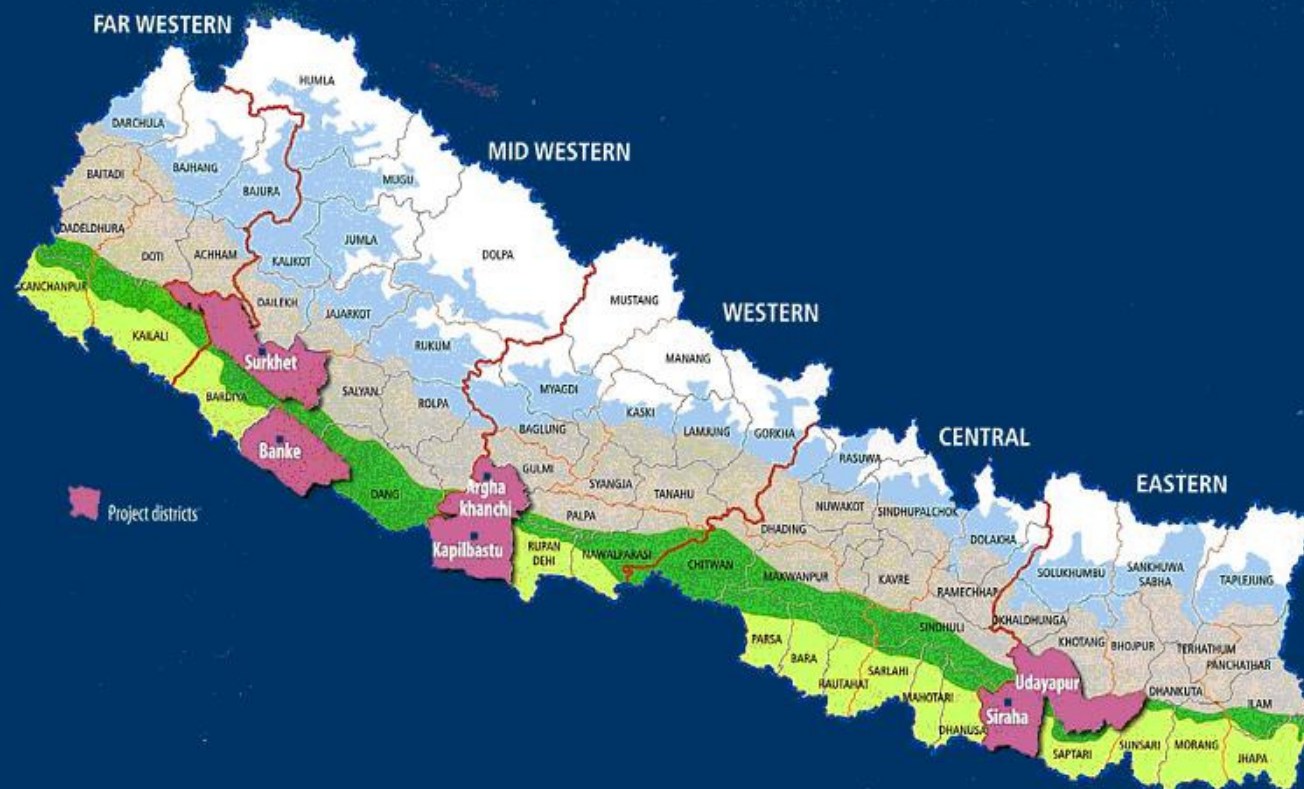 FAR WESTERN
HUMLA
DARCHULA
MID WESTERN
BAJHANG
BAITADI
MUGU
BAJURA
DADELDHURA
JUMLA
DOTI
ACHHAM
DOLPA
KALIKOT
KANCHANPUR
MUSTANG
DAILEKH
WESTERN
JAJARKOT
KAILALI
RUKUM
MANANG
Surkhet
MYAGDI
SALYAN
BARDIYA
ROLPA
KASKI
BAGLUNG
LAMJUNG
GORKHA
CENTRAL
Banke
RASUWA
GULMI
EASTERN
SYANGJA
Argha
khanchi
DANG
TANAHU
NUWAKOT
SINDHUPALCHOK
Project districts
PALPA
DHADING
DOLAKHA
Kapilbastu
RUPAN
DEHI
NAWALPARASI
CHITWAN
SOLUKHUMBU
SANKHUWA
SABHA
TAPLEJUNG
MAKWANPUR
KAVRE
RAMECHHAP
OKHALDHUNGA
SINDHULI
PARSA
KHOTANG
BHOJPUR
TERHATHUM
BARA
PANCHATHAR
SARLAHI
RAUTAHAT
Udayapur
DHANKUTA
MAHOTARI
ILAM
Siraha
DHANUSA
SAPTARI
SUNSARI
MORANG
JHAPA